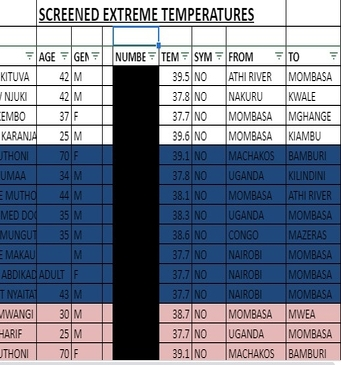 SCREENED EXTREME TEMPERATURES
AGE GEN NUMBE TEM SYM FROM TO
KITUVA 42 M 39.5 NO ATHI RIVER MOMBASA
NJUKI 42 M 37.8 NO NAKURU KWALE
EMBO 37 F 37.7 NO MOMBASA MGHANGE
KARANJA 25 M 39.6 NO MOMBASA KIAMBU
UTHONI 70 F 39.1 NO MACHAKOS BAMBURI
UMAA 34 M 37.8 NO UGANDA KILINDINI
E MUTHO 44 M 38.1 NO MOMBASA ATHI RIVER
MED DO 35 M 38.3 NO UGANDA MOMBASA
MUNGUT 35 M 38.6 NO CONGO MAZERAS
E MAKAU M 37.7 NO NAIROBI MOMBASA
ABDIKAD ADULT F 37.7 NO NAIROBI MOMBASA
T NYAITA 43 M 37.7 NO NAIROBI MOMBASA
MWANGI 30 M 38.7 NO MOMBASA MWEA
HARIF 25 M 37.7 NO UGANDA MOMBASA
UTHONI 70 F 39.1 NO MACHAKOS BAMBURI